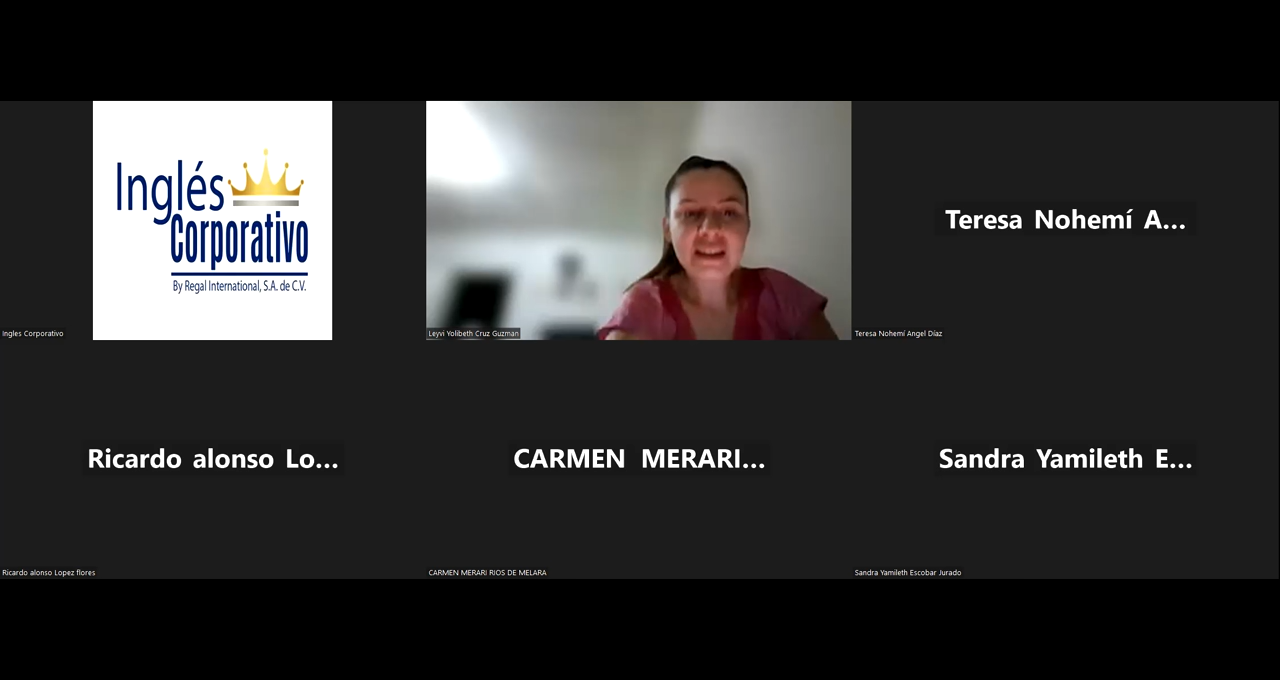 Inglés
Corporativo
By Regal International, S.A. de C.V.
Ingles Corporativo
Leyvi Yolibeth Cruz Guzman
Teresa Nohemí A...
Teresa Nohemí Angel Díaz
Ricardo alonso Lo...
Ricardo alonso Lopez flores
CARMEN MERARI...
CARMEN MERARI RIOS DE MELARA
Sandra Yamileth E...
Sandra Yamileth Escobar Jurado